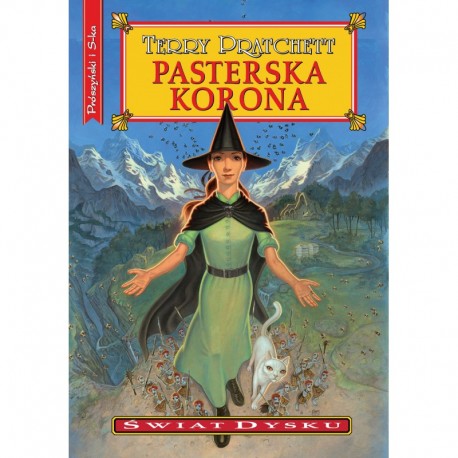 Prószyński i S-ka
TERRY PRATCHETT
PASTERSKA
KORONA
ŚWIAT DYSKU